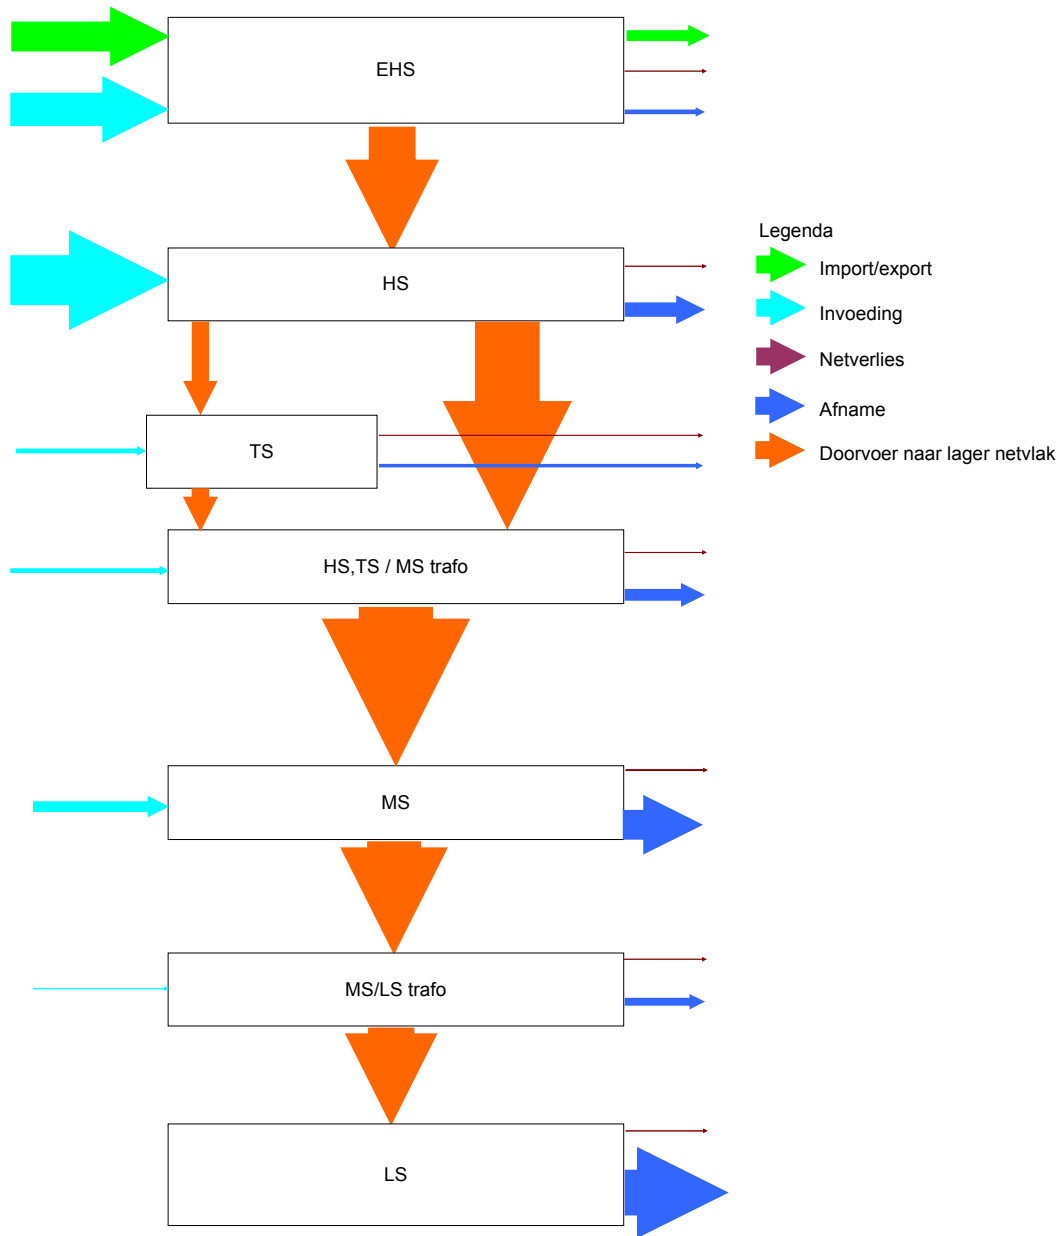 EHS
HS
Legenda
Import/export
Invoeding
Netverlies
Afname
Doorvoer naar lager netvlak
TS
HS,TS / MS trafo
MS
MS/LS trafo
LS